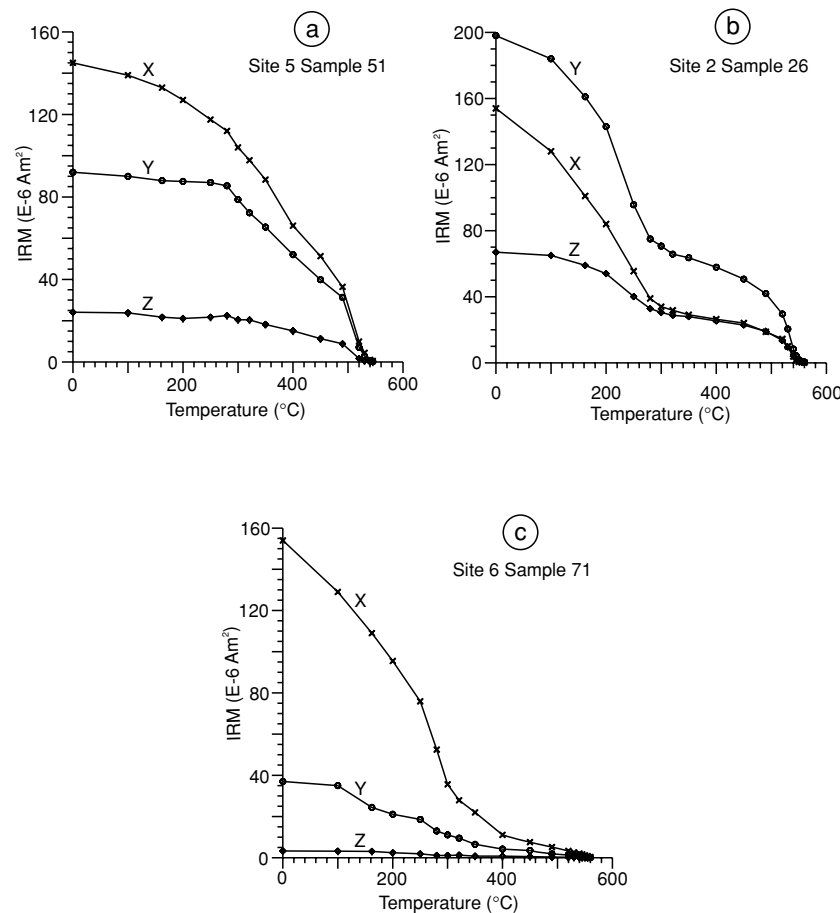 a
Site 5 Sample 51
160
120
80
40
0
IRM (E-6 Am²)
X
Y
Z
0 200 400 600
Temperature (°C)
b
Site 2 Sample 26
200
160
120
80
40
0
IRM (E-6 Am²)
Y
X
Z
0 200 400 600
Temperature (°C)
c
Site 6 Sample 71
160
120
80
40
0
IRM (E-6 Am²)
X
Y
Z
0 200 400 600
Temperature (°C)